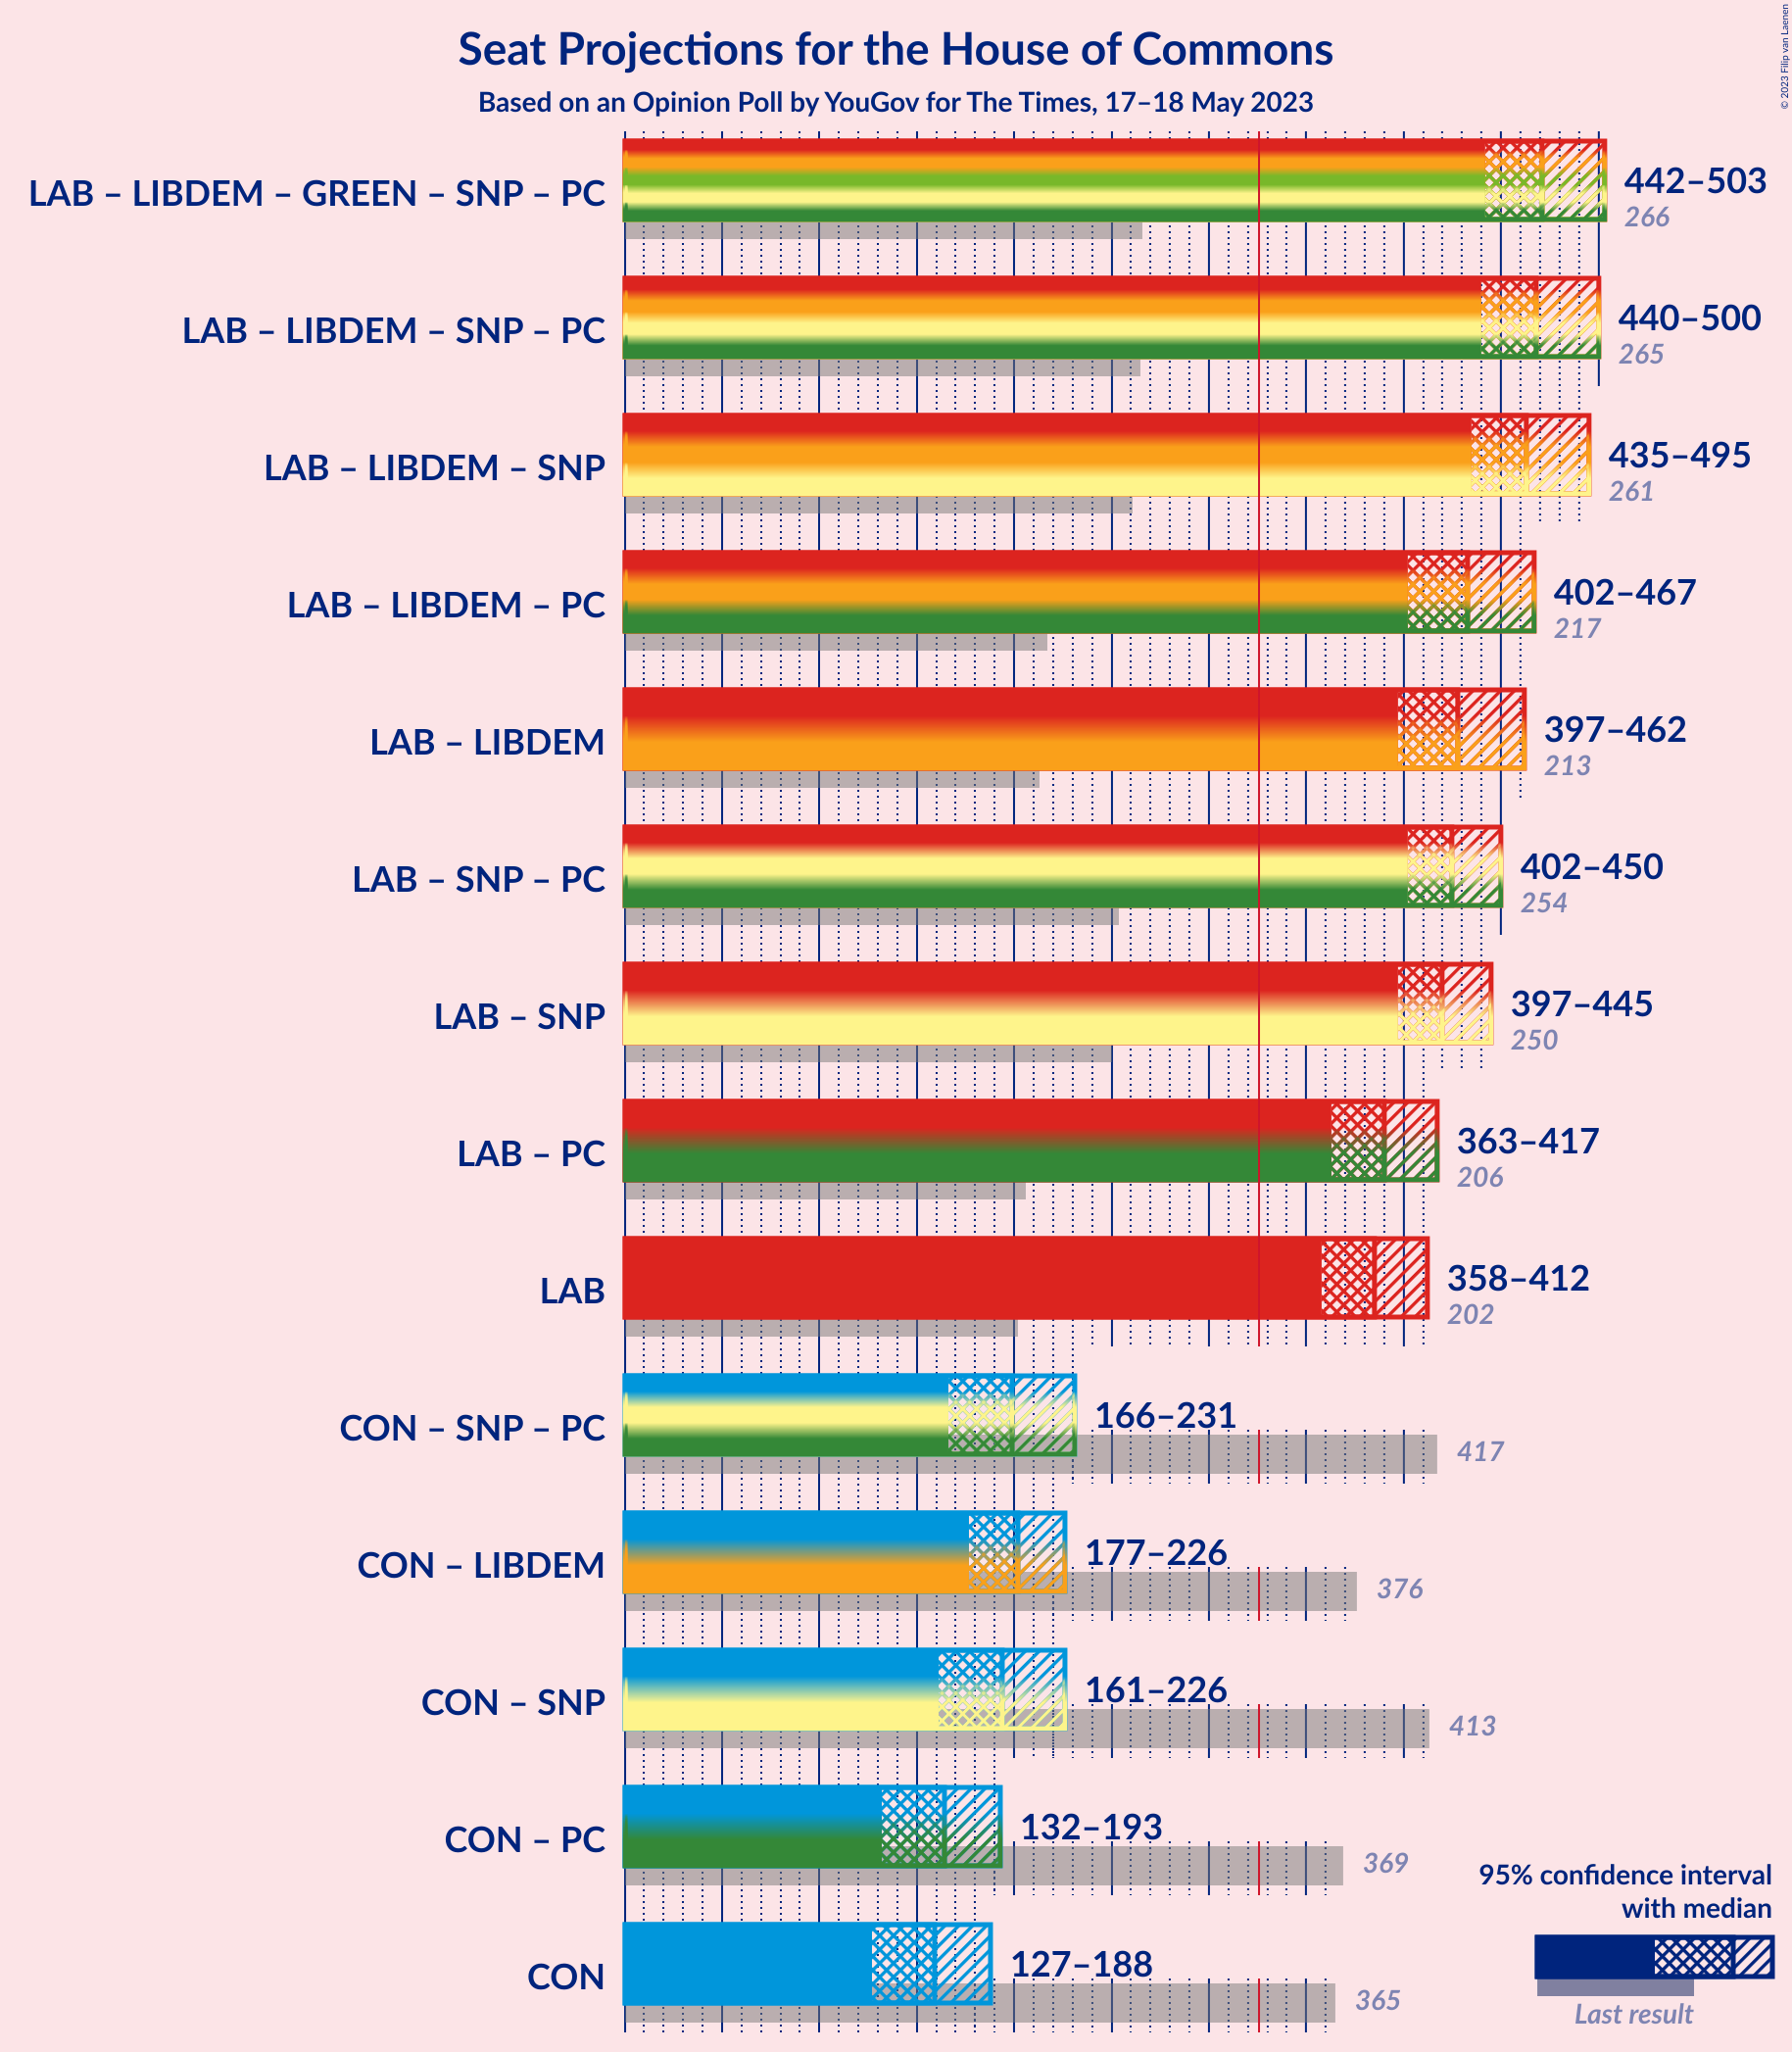 Seat Projections for the House of Commons
Based on an Opinion Poll by YouGov for The Times, 17–18 May 2023
© 2023 Filip van Laenen
LAB – LIBDEM – GREEN – SNP – PC
442–503
266
LAB – LIBDEM – SNP – PC
440–500
265
LAB – LIBDEM – SNP
435–495
261
LAB – LIBDEM – PC
402–467
217
LAB – LIBDEM
397–462
213
LAB – SNP – PC
402–450
254
LAB – SNP
397–445
250
LAB – PC
363–417
206
LAB
358–412
202
CON – SNP – PC
166–231
417
CON – LIBDEM
177–226
376
CON – SNP
161–226
413
CON – PC
132–193
369
CON
127–188
365
95% confidence interval
with median
Last result